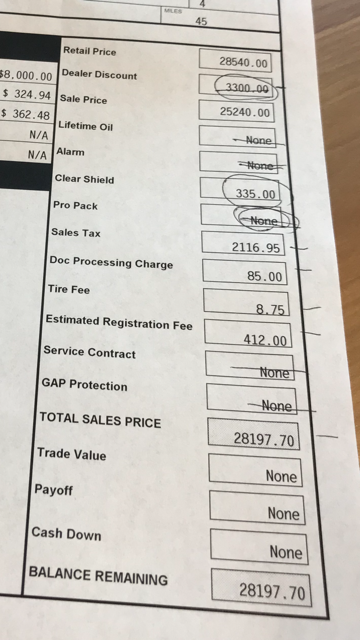 4
MILES
45
Retail Price 28540.00
$8,000.00 Dealer Discount 3300.00
$ 324.94 Sale Price 25240.00
$ 362.48 Lifetime Oil None
N/A Alarm None
N/A Clear Shield 335.00
Pro Pack None
Sales Tax 2116.95
Doc Processing Charge 85.00
Tire Fee 8.75
Estimated Registration Fee 412.00
Service Contract None
GAP Protection None
TOTAL SALES PRICE 28197.70
Trade Value None
Payoff None
Cash Down None
BALANCE REMAINING 28197.70